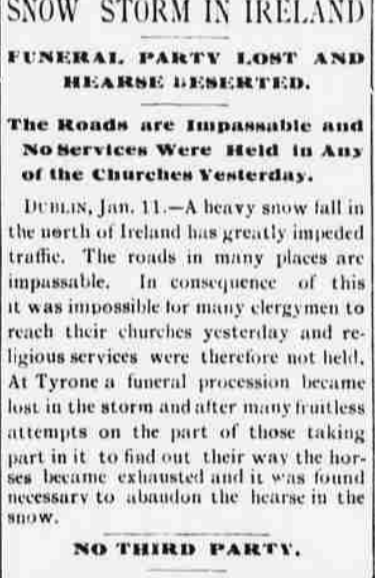 SNOW STORM IN IRELAND
FUNERAL PARTY LOST AND
HEARSE DESERTED.
The Roads are Impassable and
No Services Were Held in Any
of the Churches Yesterday.
DUBLIN, Jan. 11.—A heavy snow fall in
the north of Ireland has greatly impeded
traffic. The roads in many places are
impassable. In consequence of this
it was impossible for many clergymen to
reach their churches yesterday and re-
ligious services were therefore not held.
At Tyrone a funeral procession became
lost in the storm and after many fruitless
attempts on the part of those taking
part in it to find out their way the hor-
ses became exhausted and it was found
necessary to abandon the hearse in the
snow.
NO THIRD PARTY.